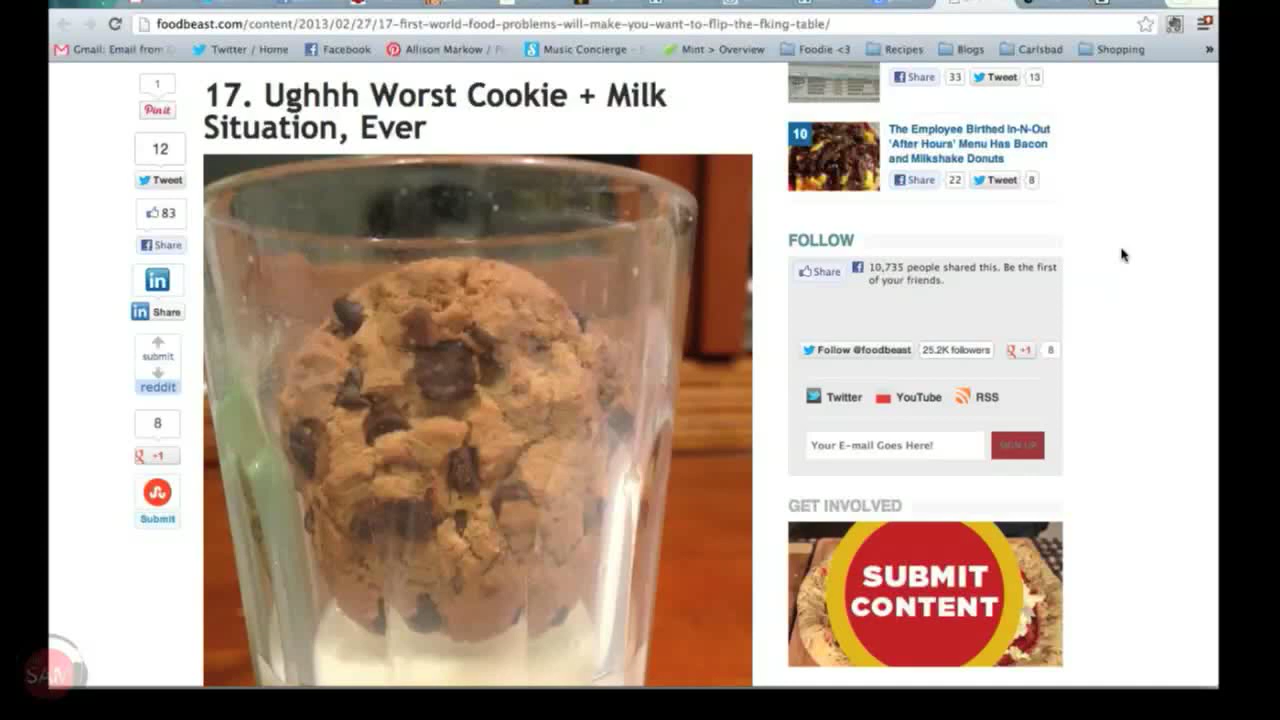 foodbeast.com/content/2013/02/27/17-first-world-food-problems-will-make-you-want-to-flip-the-fking-table/
Gmail: Email from
Twitter / Home
Facebook
Allison Markow / Pi
Music Concierge -
Mint > Overview
Foodie <3
Recipes
Blogs
Carlsbad
Shopping
»
1
Pin it
12
Tweet
83
Share
in
in Share
submit
reddit
8
+1
Submit
17. Ughhh Worst Cookie + Milk
Situation, Ever
Share 33 Tweet 13
10
The Employee Birthed In-N-Out
'After Hours' Menu Has Bacon
and Milkshake Donuts
Share 22 Tweet 8
FOLLOW
Share
10,735 people shared this. Be the first
of your friends.
Follow @foodbeast 25.2K followers +1 8
Twitter YouTube RSS
Your E-mail Goes Here! SIGN UP
GET INVOLVED
SUBMIT
CONTENT
SAM